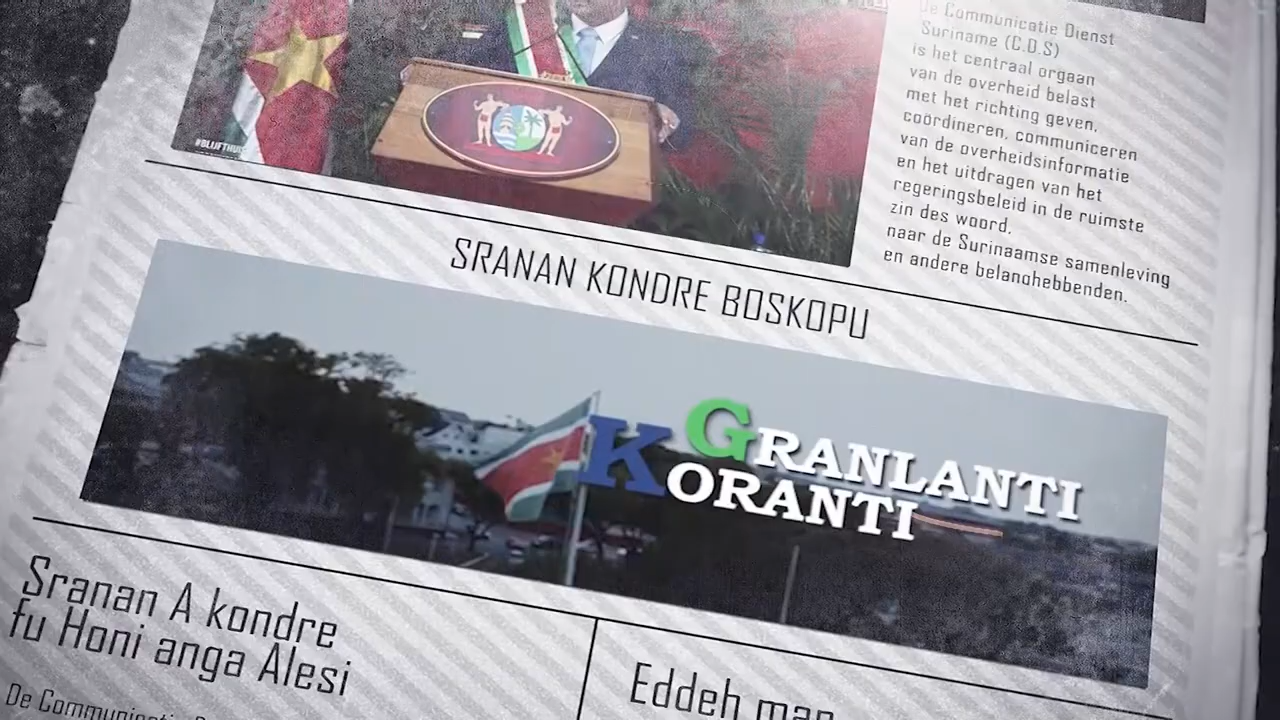 De Communicatie Dienst
Suriname (C.D.S)
is het centraal orgaan
van de overheid belast
met het richting geven,
coördineren, communiceren
van de overheidsinformatie
en het uitdragen van het
regeringsbeleid in de ruimste
zin des woord,
naar de Surinaamse samenleving
en andere belanghebbenden.
SRANAN KONDRE BOSKOPU
GRANLANTI
KORANTI
Sranan A kondre
fu Honi anga Alesi
Eddeh man